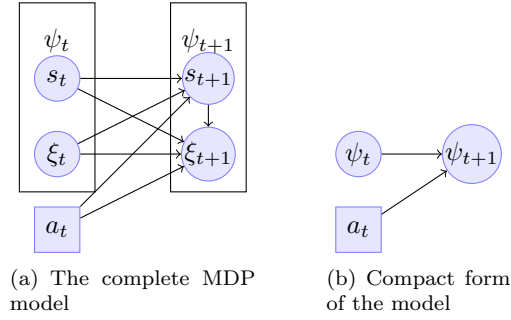 ψt ψt+1
st st+1
ξt ξt+1
ψt ψt+1
at at
(a) The complete MDP
model
(b) Compact form
of the model